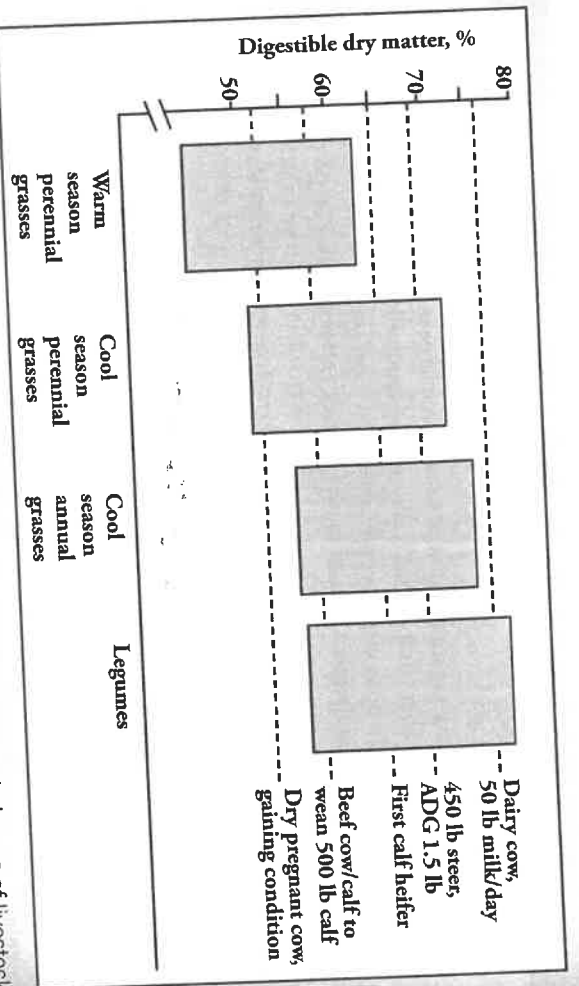 Digestible dry matter, %
80
70
60
50
Dairy cow,
50 lb milk/day
450 lb steer,
ADG 1.5 lb
First calf heifer
Beef cow/calf to
wean 500 lb calf
Dry pregnant cow,
gaining condition
Warm
season
perennial
grasses
Cool
season
perennial
grasses
Cool
season
annual
grasses
Legumes
of livestock